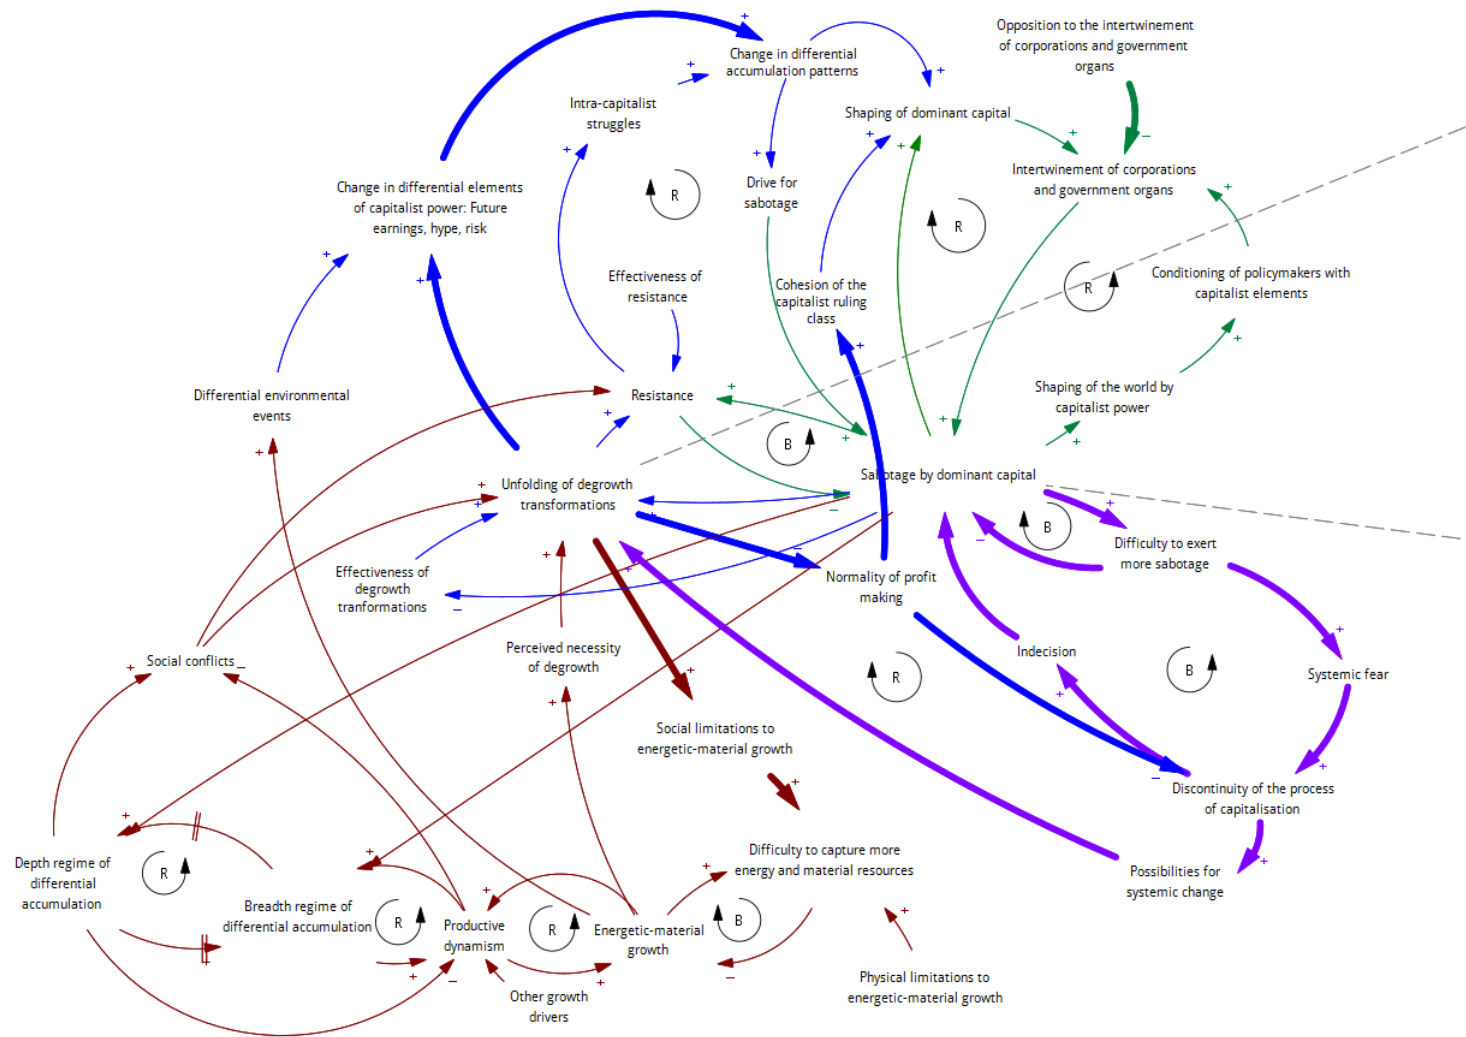 Opposition to the intertwinement
of corporations and government
organs
Change in differential
accumulation patterns
Intra-capitalist
struggles
Shaping of dominant capital
Intertwinement of corporations
and government organs
Change in differential elements
of capitalist power: Future
earnings, hype, risk
Drive for
sabotage
R
R
R
Effectiveness of
resistance
Cohesion of the
capitalist ruling
class
Conditioning of policymakers with
capitalist elements
Differential environmental
events
Resistance
Shaping of the world by
capitalist power
B
Unfolding of degrowth
transformations
Sabotage by dominant capital
B
Difficulty to exert
more sabotage
Effectiveness of
degrowth
tranformations
Normality of profit
making
Social conflicts
Perceived necessity
of degrowth
Indecision
R
B
Systemic fear
Social limitations to
energetic-material growth
Discontinuity of the process
of capitalisation
Depth regime of
differential
accumulation
R
Difficulty to capture more
energy and material resources
Possibilities for
systemic change
Breadth regime of
differential accumulation
R
Productive
dynamism
R
Energetic-material
growth
B
Other growth
drivers
Physical limitations to
energetic-material growth